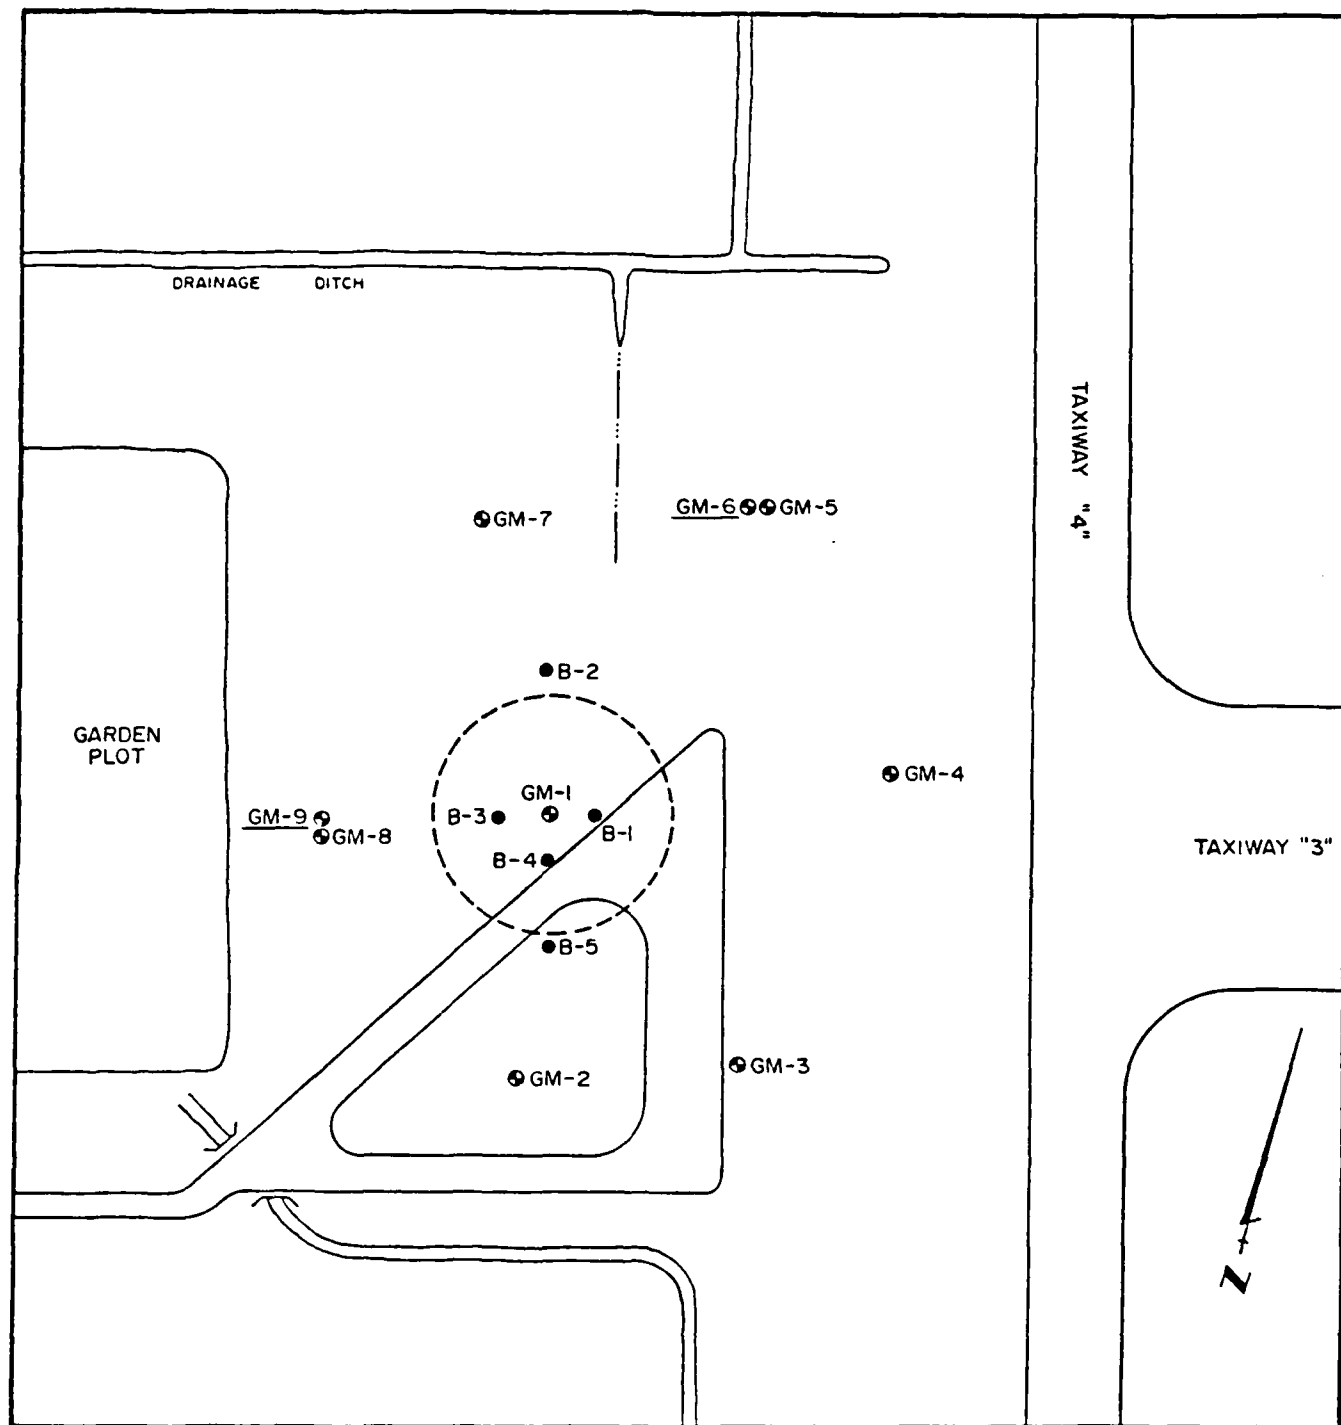 DRAINAGE DITCH
TAXIWAY "4"
GM-7
GM-6 GM-5
B-2
GARDEN
PLOT
GM-4
GM-1
GM-9
B-3
B-1
GM-8
TAXIWAY "3"
B-4
B-5
GM-3
GM-2
N